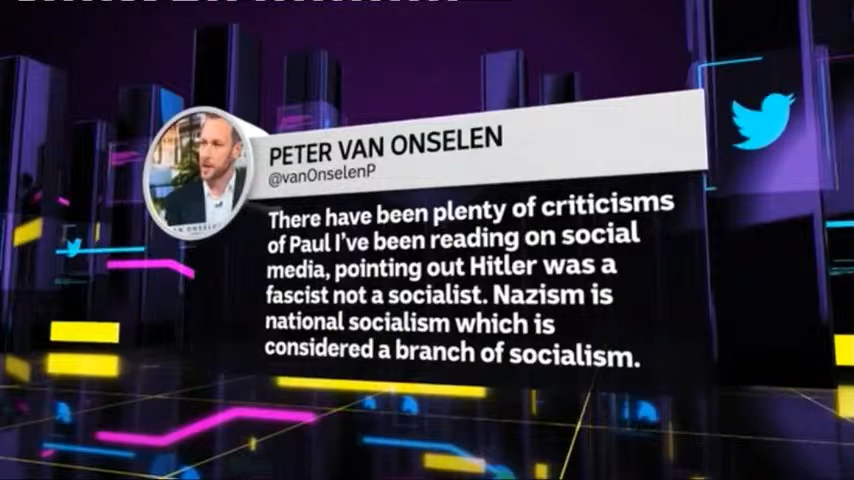 PETER VAN ONSELEN
@vanOnselenP
There have been plenty of criticisms
of Paul I've been reading on social
media, pointing out Hitler was a
fascist not a socialist. Nazism is
national socialism which is
considered a branch of socialism.